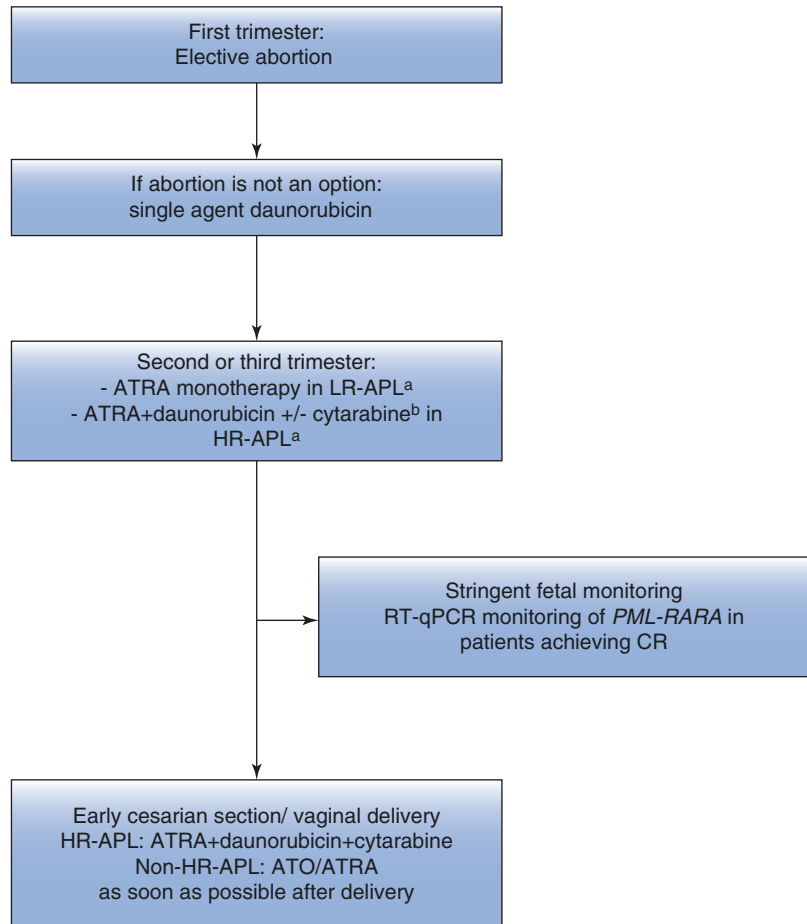 First trimester:
Elective abortion
If abortion is not an option:
single agent daunorubicin
Second or third trimester:
- ATRA monotherapy in LR-APLᵃ
- ATRA+daunorubicin +/- cytarabineᵇ in
HR-APLᵃ
Stringent fetal monitoring
RT-qPCR monitoring of PML-RARA in
patients achieving CR
Early cesarian section/ vaginal delivery
HR-APL: ATRA+daunorubicin+cytarabine
Non-HR-APL: ATO/ATRA
as soon as possible after delivery